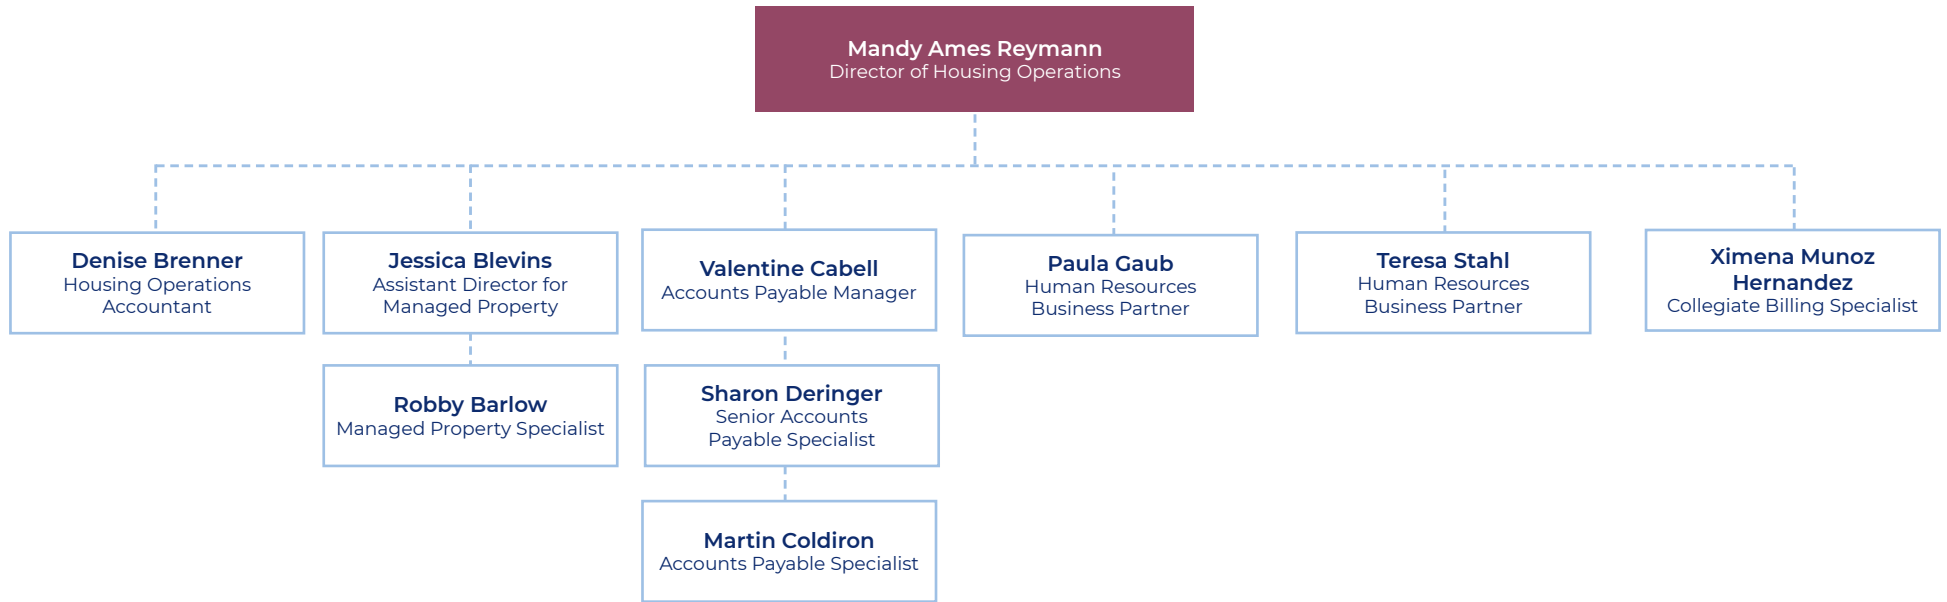 Mandy Ames Reymann
Director of Housing Operations
Denise Brenner
Housing Operations
Accountant
Jessica Blevins
Assistant Director for
Managed Property
Valentine Cabell
Accounts Payable Manager
Paula Gaub
Human Resources
Business Partner
Teresa Stahl
Human Resources
Business Partner
Ximena Munoz
Hernandez
Collegiate Billing Specialist
Robby Barlow
Managed Property Specialist
Sharon Deringer
Senior Accounts
Payable Specialist
Martin Coldiron
Accounts Payable Specialist